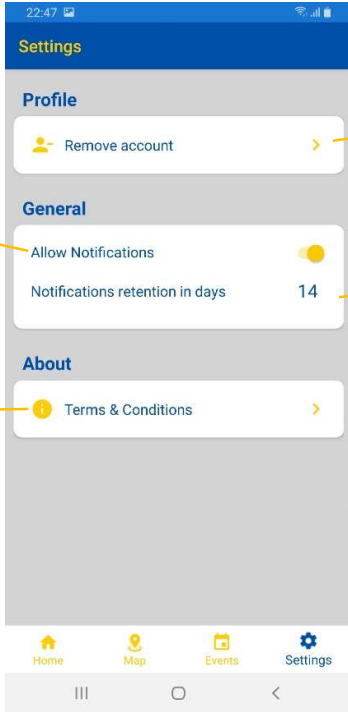 22:47
Settings
Profile
Remove account
General
Allow Notifications
Notifications retention in days 14
About
Terms & Conditions
Home Map Events Settings